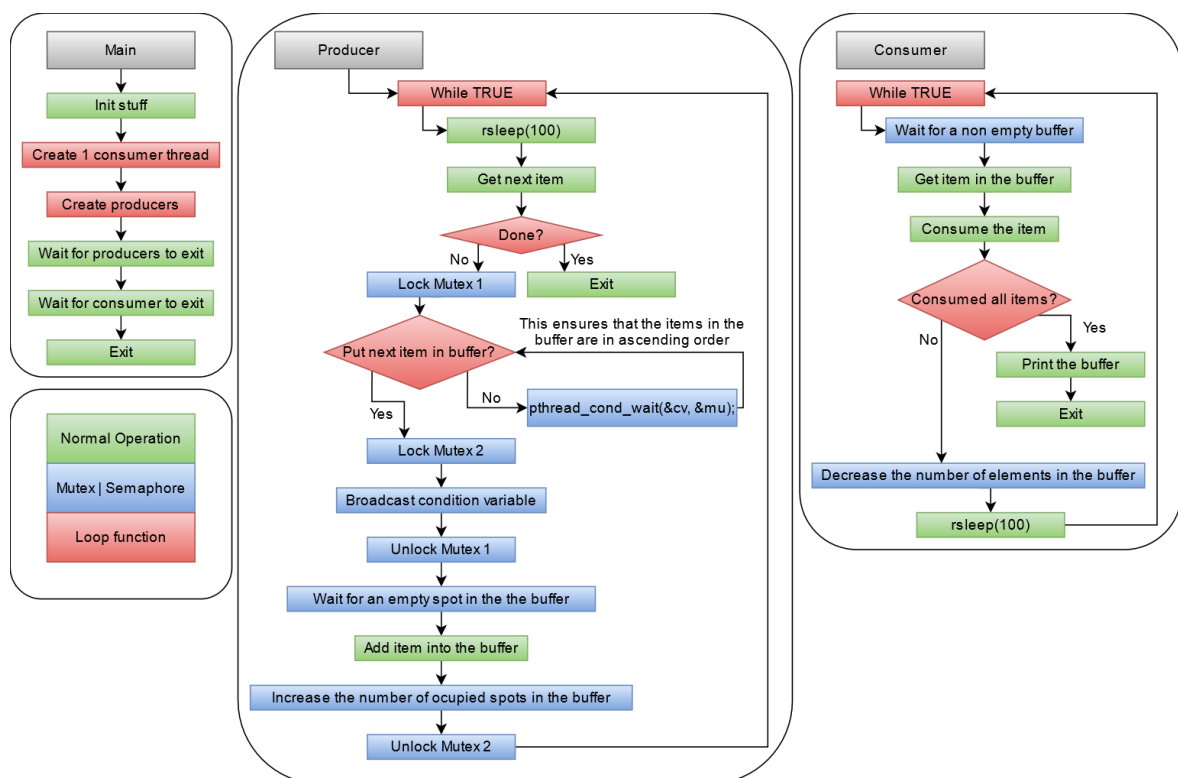 Main
Init stuff
Create 1 consumer thread
Create producers
Wait for producers to exit
Wait for consumer to exit
Exit
Normal Operation
Mutex | Semaphore
Loop function
Producer
While TRUE
rsleep(100)
Get next item
Done?
No
Yes
Lock Mutex 1
Exit
This ensures that the items in the
buffer are in ascending order
Put next item in buffer?
No
pthread_cond_wait(&cv, &mu);
Yes
Lock Mutex 2
Broadcast condition variable
Unlock Mutex 1
Wait for an empty spot in the the buffer
Add item into the buffer
Increase the number of ocupied spots in the buffer
Unlock Mutex 2
Consumer
While TRUE
Wait for a non empty buffer
Get item in the buffer
Consume the item
Consumed all items?
Yes
No
Print the buffer
Exit
Decrease the number of elements in the buffer
rsleep(100)